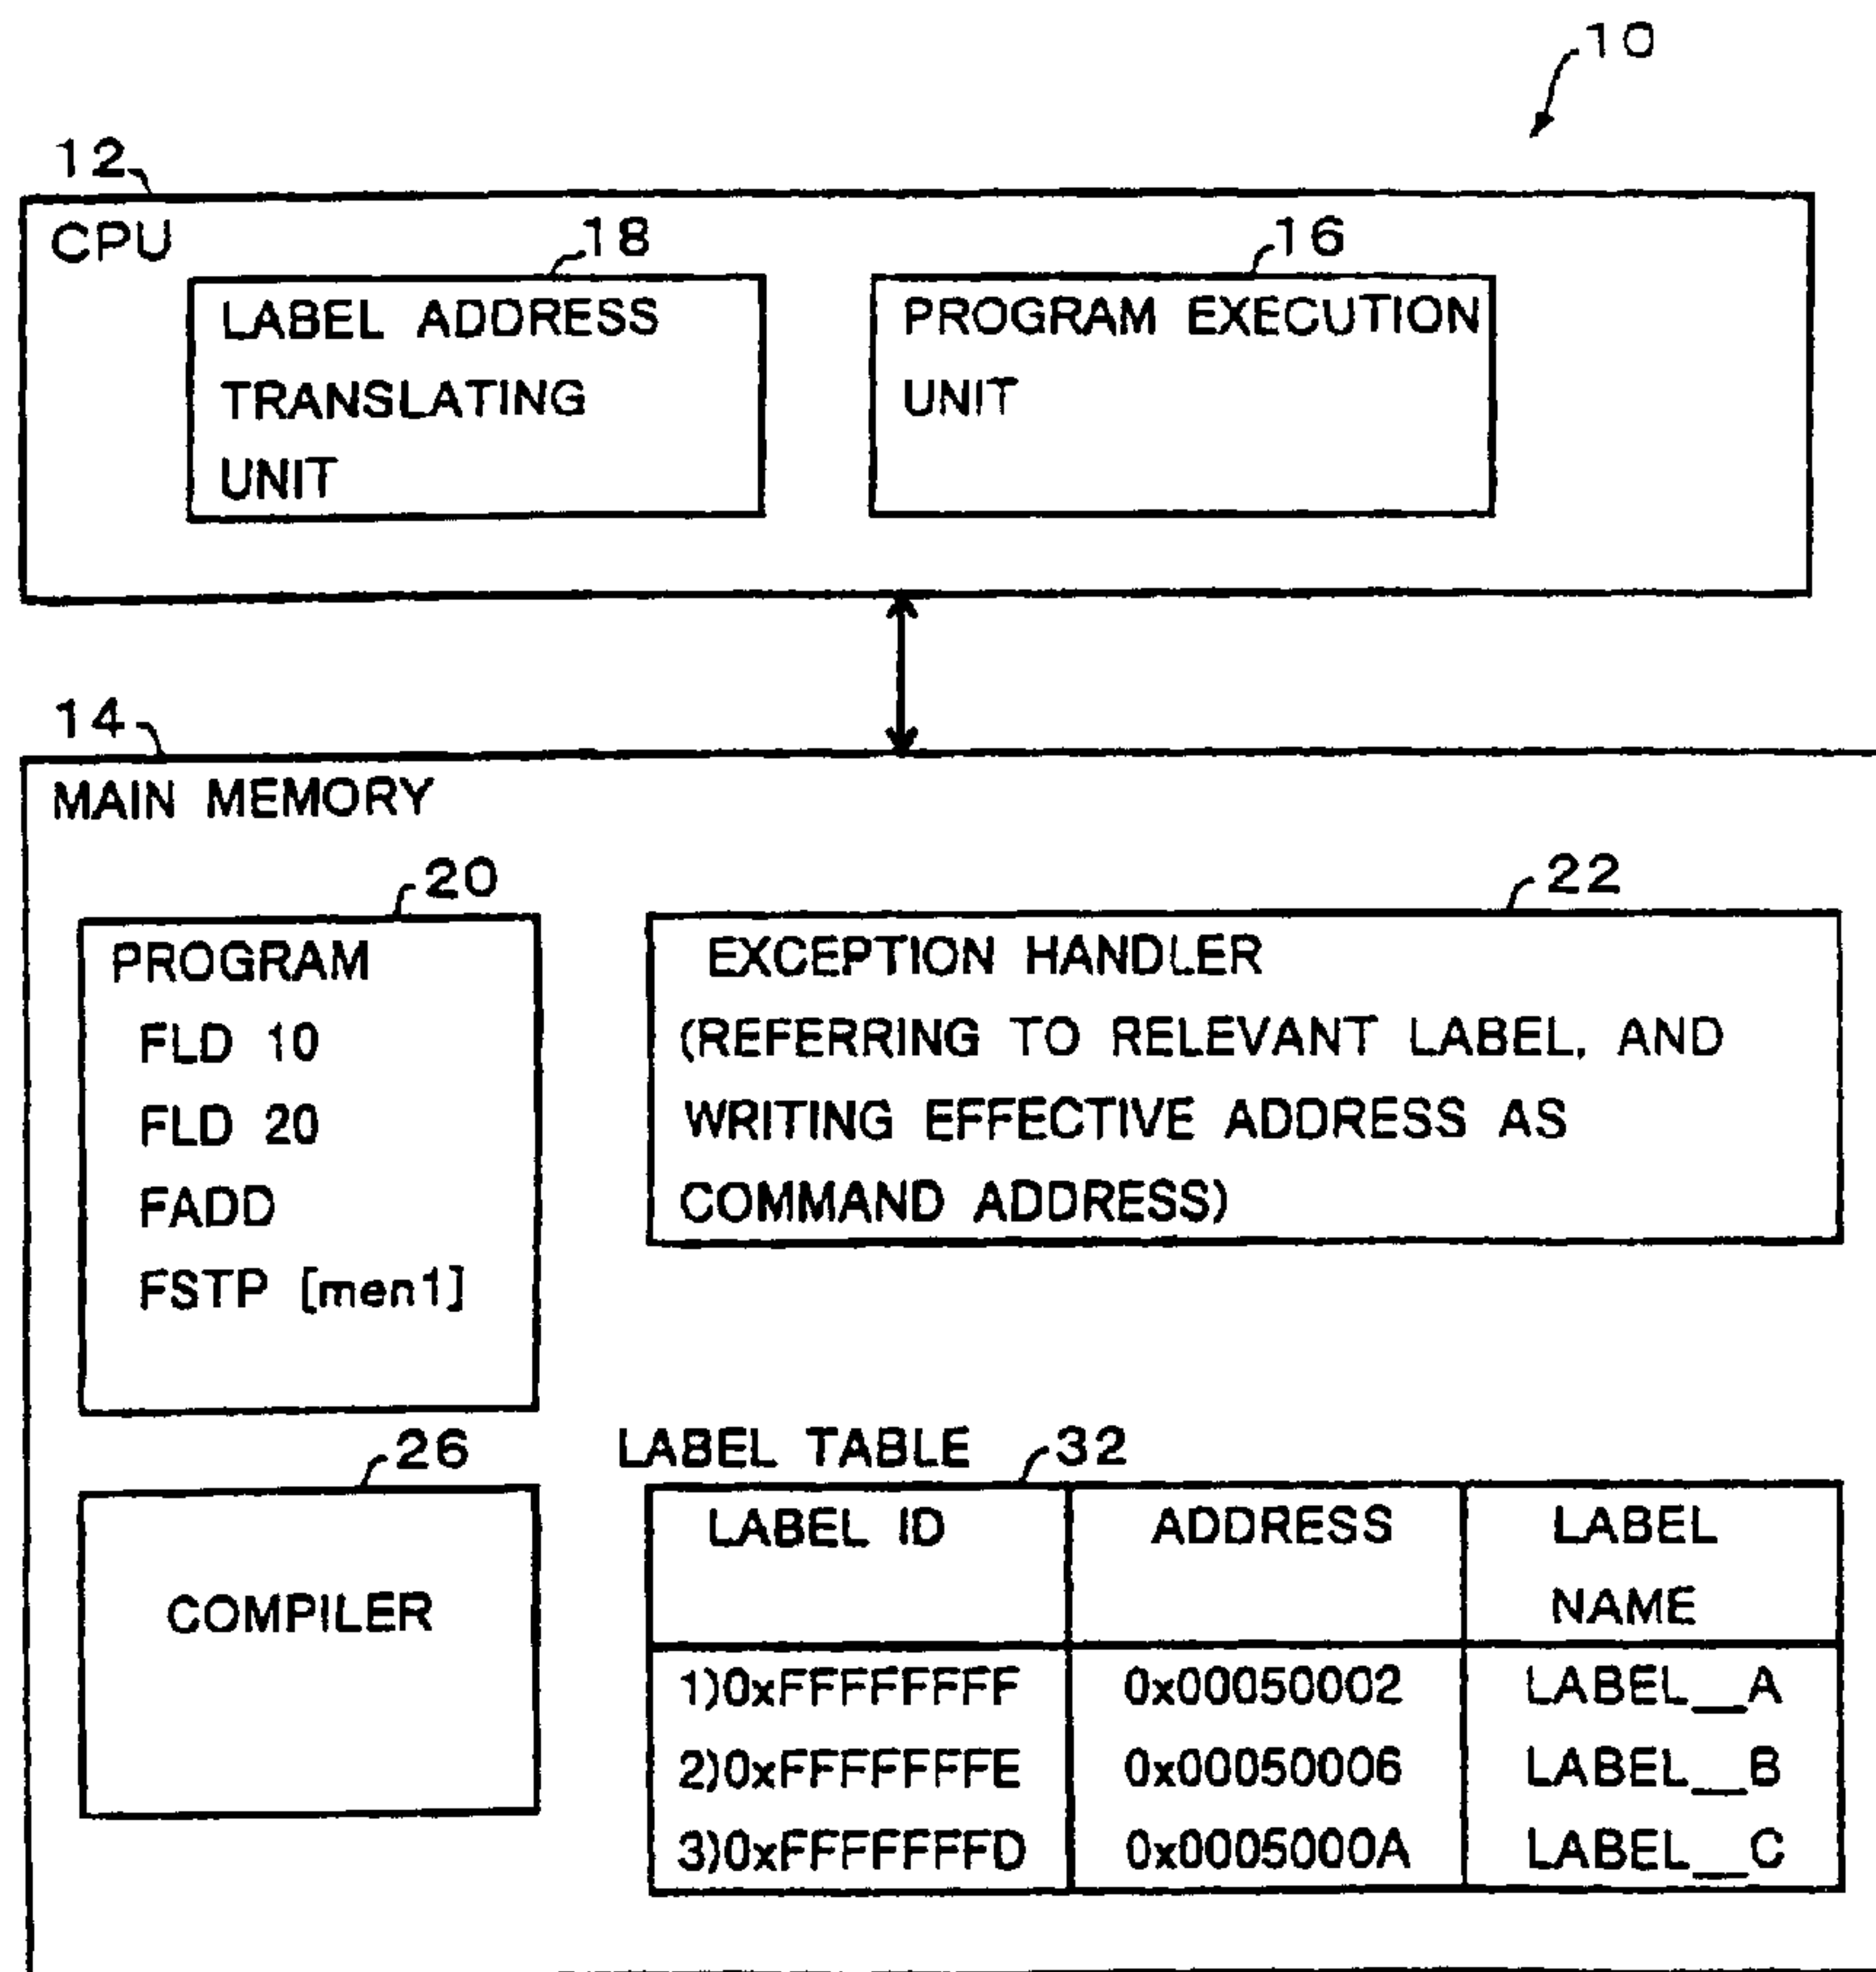 10
12
CPU
18
16
LABEL ADDRESS
TRANSLATING
UNIT
PROGRAM EXECUTION
UNIT
14
MAIN MEMORY
20
PROGRAM
FLD 10
FLD 20
FADD
FSTP [men1]
22
EXCEPTION HANDLER
(REFERRING TO RELEVANT LABEL, AND
WRITING EFFECTIVE ADDRESS AS
COMMAND ADDRESS)
26
COMPILER
LABEL TABLE
32
LABEL ID
ADDRESS
LABEL
NAME
1)0xFFFFFFFF 0x00050002 LABEL__A
2)0xFFFFFFFE 0x00050006 LABEL__B
3)0xFFFFFFFD 0x0005000A LABEL__C